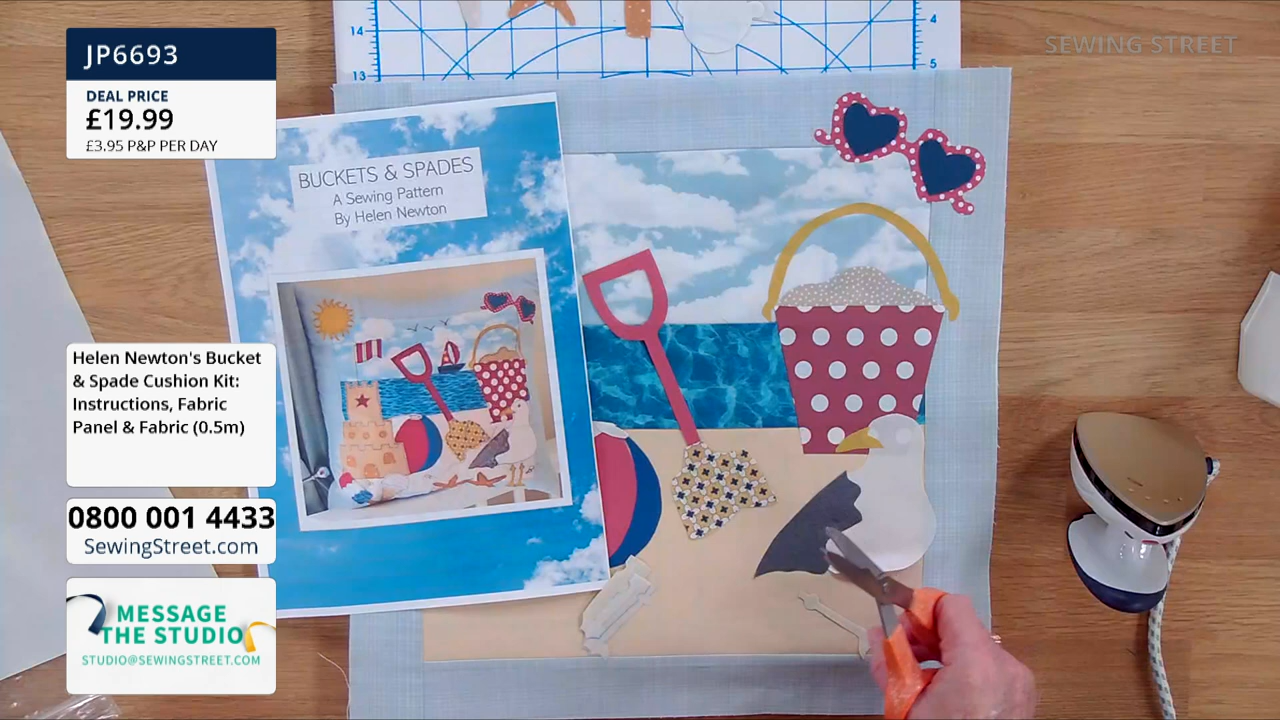 JP6693
DEAL PRICE
£19.99
£3.95 P&P PER DAY
Helen Newton's Bucket
& Spade Cushion Kit:
Instructions, Fabric
Panel & Fabric (0.5m)
0800 001 4433
SewingStreet.com
MESSAGE
THE STUDIO
STUDIO@SEWINGSTREET.COM
BUCKETS & SPADES
A Sewing Pattern
By Helen Newton
14
13
4
5
SEWING STREET